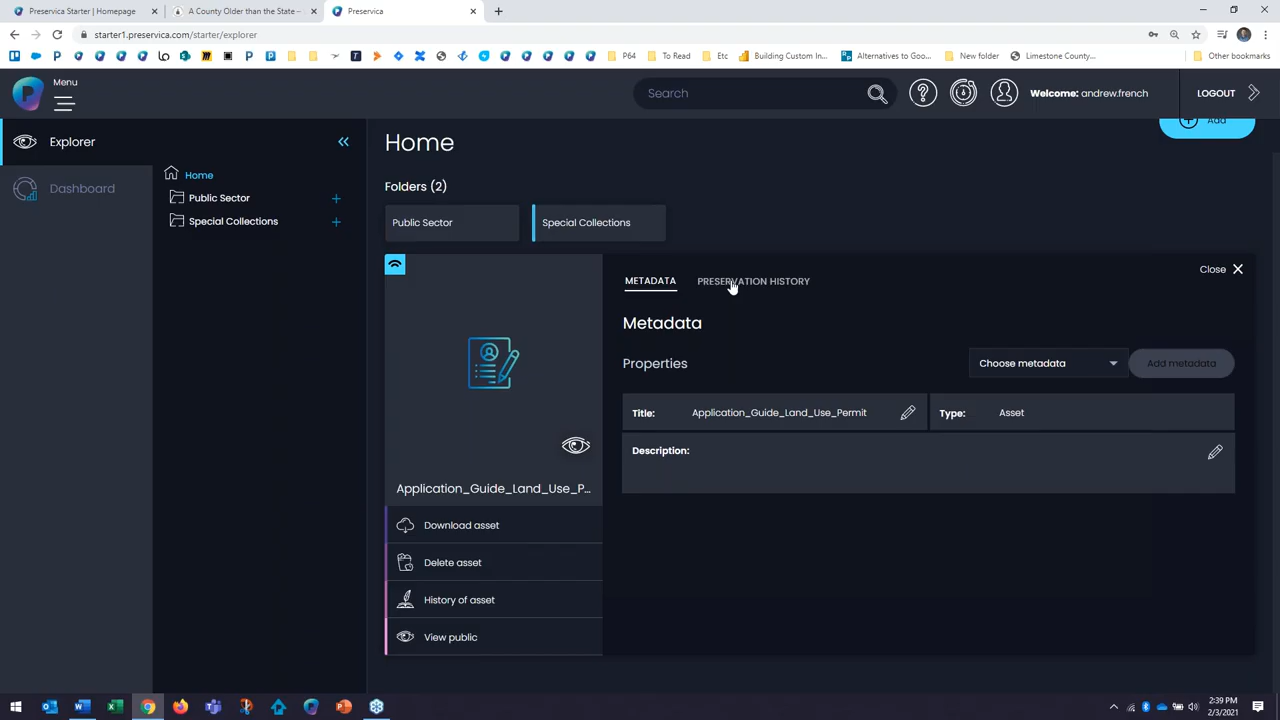 Preservica Starter | Homepage
A County Older than the State –
Preservica
starter1.preservica.com/starter/explorer
P64
To Read
Etc
Building Custom In...
Alternatives to Goo...
New folder
Limestone County...
Other bookmarks
Menu
Search
Welcome: andrew.french
LOGOUT
Explorer
Dashboard
Home
Public Sector
Special Collections
Add
Home
Folders (2)
Public Sector
Special Collections
METADATA
PRESERVATION HISTORY
Close
Metadata
Properties
Choose metadata
Add metadata
Title: Application_Guide_Land_Use_Permit
Type: Asset
Description:
Application_Guide_Land_Use_P...
Download asset
Delete asset
History of asset
View public
2:39 PM
2/3/2021